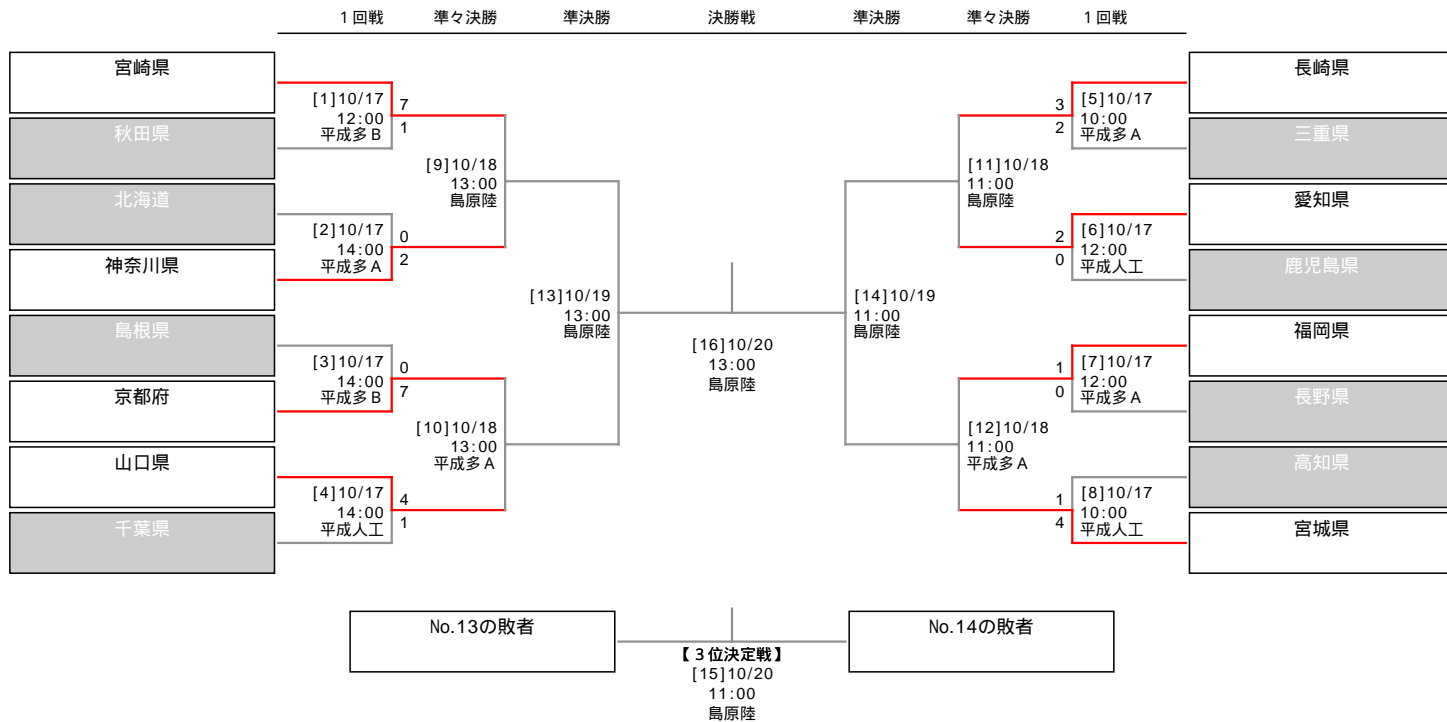 1回戦 準々決勝 準決勝 決勝戦 準決勝 準々決勝 1回戦
宮崎県
[1]10/17
12:00
平成多B
7
1
秋田県
[9]10/18
13:00
島原陸
北海道
[2]10/17
14:00
平成多A
0
2
神奈川県
[13]10/19
13:00
島原陸
島根県
[3]10/17
14:00
平成多B
0
7
京都府
[10]10/18
13:00
平成多A
山口県
[4]10/17
14:00
平成人工
4
1
千葉県
[16]10/20
13:00
島原陸
長崎県
3
2
[5]10/17
10:00
平成多A
三重県
[11]10/18
11:00
島原陸
愛知県
2
0
[6]10/17
12:00
平成人工
鹿児島県
[14]10/19
11:00
島原陸
福岡県
1
0
[7]10/17
12:00
平成多A
長野県
[12]10/18
11:00
平成多A
高知県
1
4
[8]10/17
10:00
平成人工
宮城県
No.13の敗者
No.14の敗者
【3位決定戦】
[15]10/20
11:00
島原陸